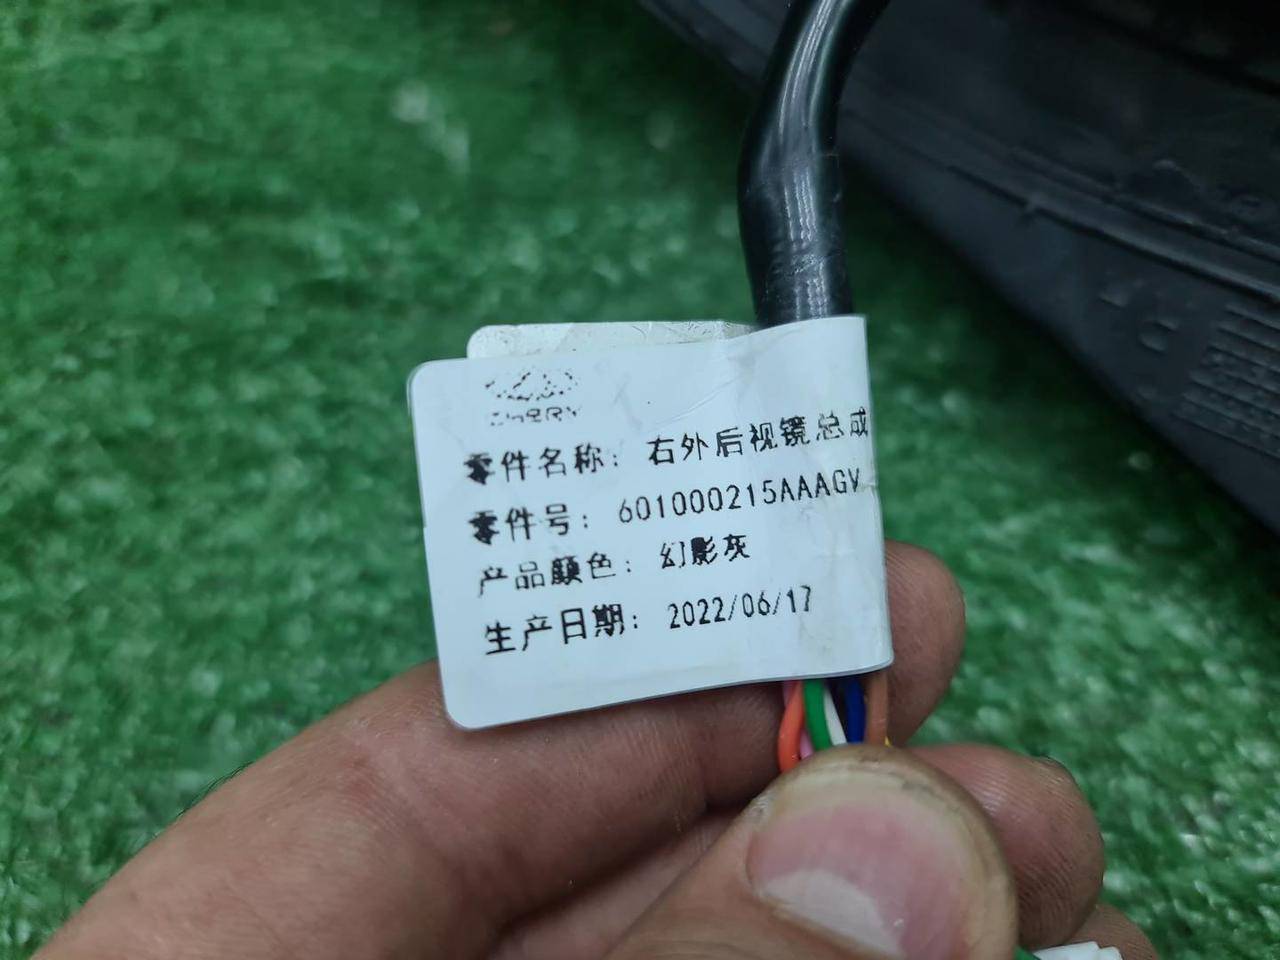 CHERY
零件名称: 右外后视镜总成
零件号: 601000215AAAGV
产品颜色: 幻影灰
生产日期: 2022/06/17